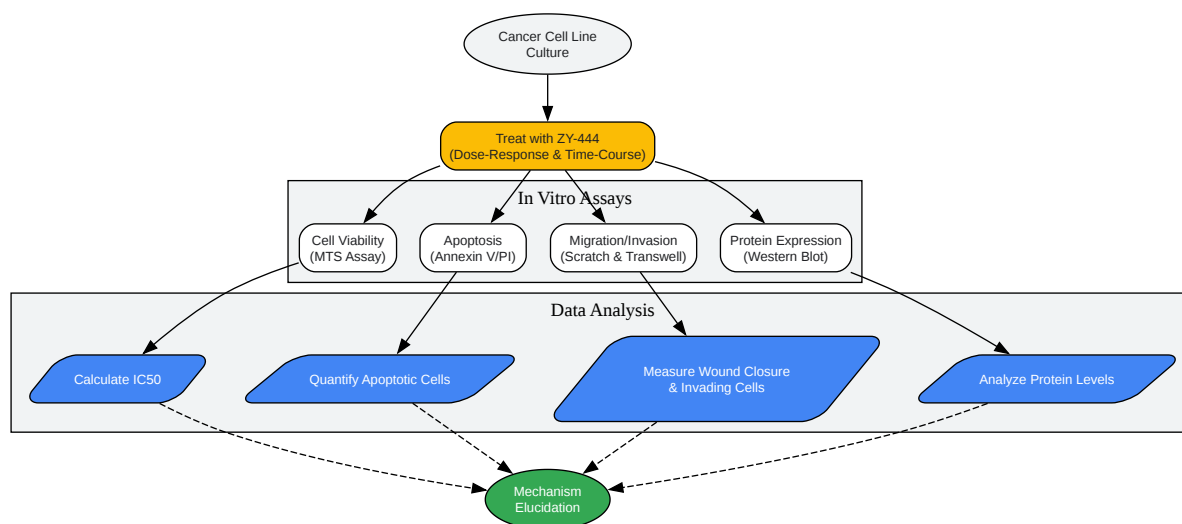 Cancer Cell Line
Culture
Treat with ZY-444
(Dose-Response & Time-Course)
In Vitro Assays
Cell Viability
(MTS Assay)
Apoptosis
(Annexin V/PI)
Migration/Invasion
(Scratch & Transwell)
Protein Expression
(Western Blot)
Data Analysis
Calculate IC50
Quantify Apoptotic Cells
Measure Wound Closure
& Invading Cells
Analyze Protein Levels
Mechanism
Elucidation